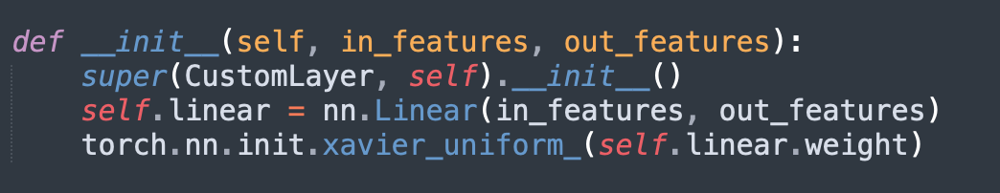 def __init__(self, in_features, out_features):
    super(CustomLayer, self).__init__()
    self.linear = nn.Linear(in_features, out_features)
    torch.nn.init.xavier_uniform_(self.linear.weight)